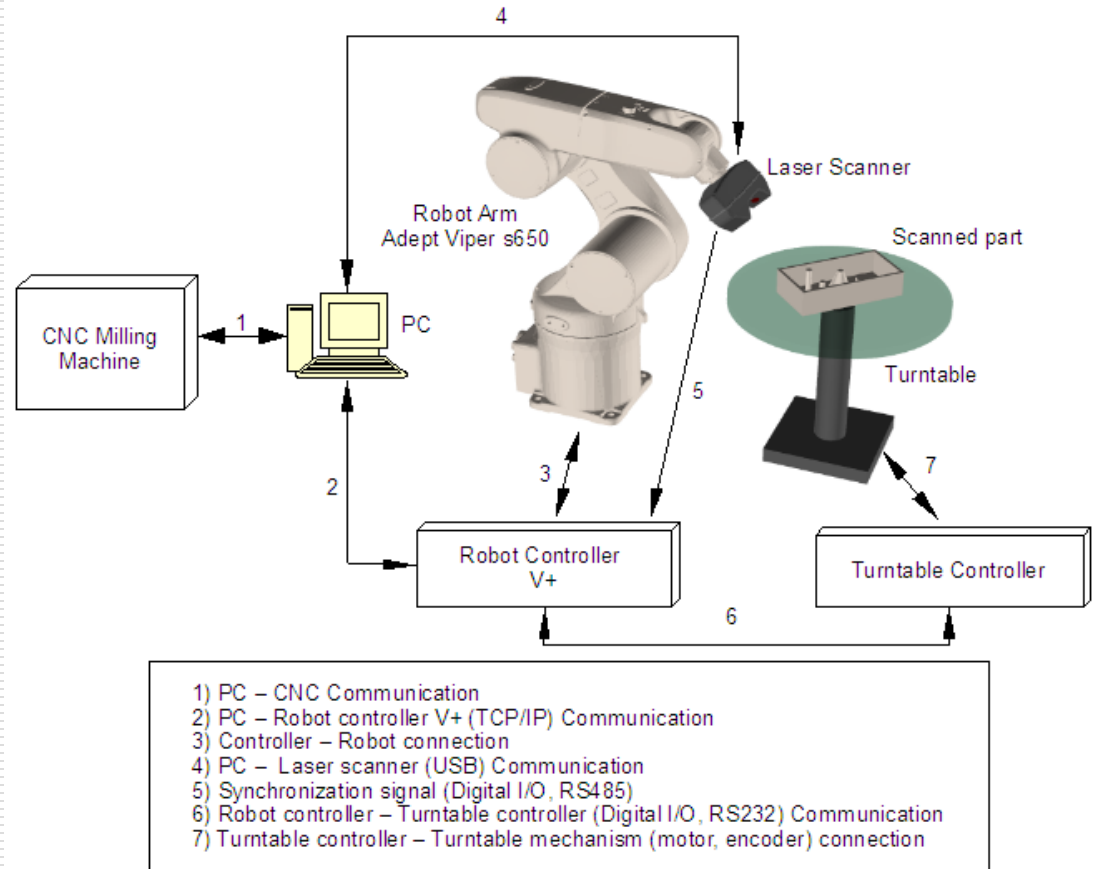 4
Laser Scanner
Robot Arm
Adept Viper s650
Scanned part
CNC Milling
Machine
1
PC
Turntable
5
2
3
7
Robot Controller
V+
Turntable Controller
6
1) PC – CNC Communication
2) PC – Robot controller V+ (TCP/IP) Communication
3) Controller – Robot connection
4) PC – Laser scanner (USB) Communication
5) Synchronization signal (Digital I/O, RS485)
6) Robot controller – Turntable controller (Digital I/O, RS232) Communication
7) Turntable controller – Turntable mechanism (motor, encoder) connection